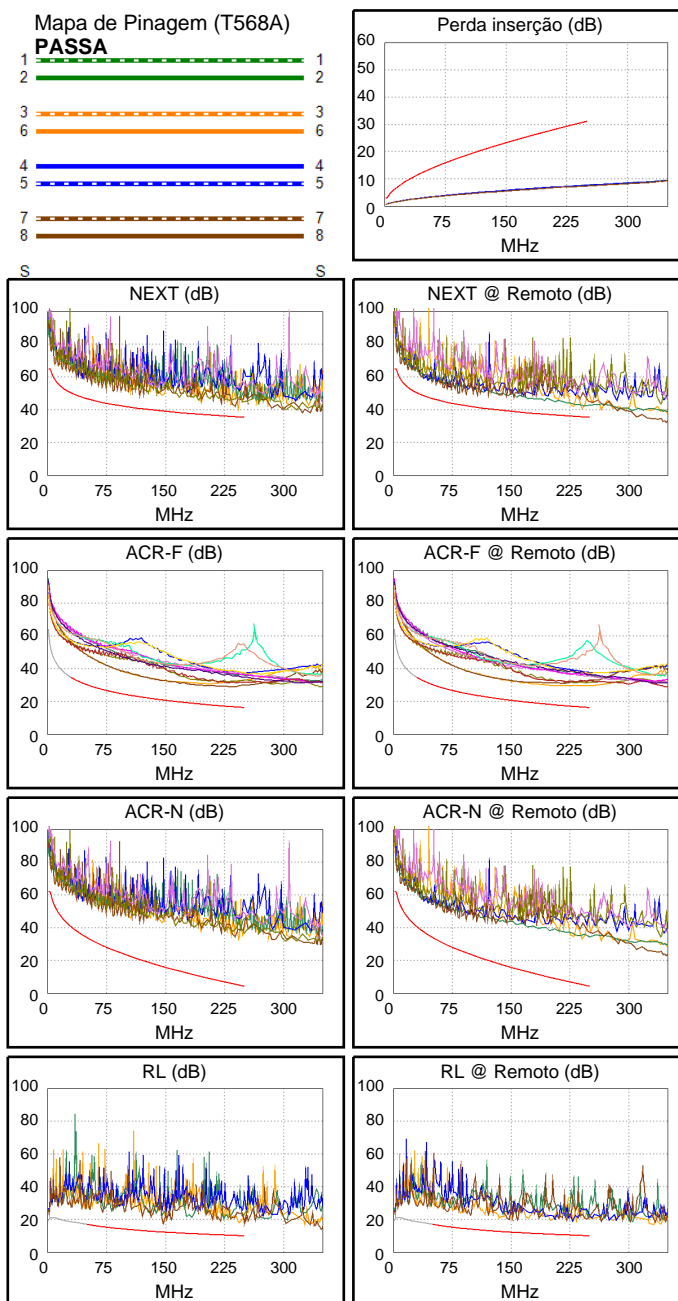 Mapa de Pinagem (T568A)
PASSA
1 1
2 2
3 3
6 6
4 4
5 5
7 7
8 8
S S
Perda inserção (dB)
60
50
40
30
20
10
0
0 75 150 225 300
MHz
NEXT (dB)
100
80
60
40
20
0
0 75 150 225 300
MHz
NEXT @ Remoto (dB)
100
80
60
40
20
0
0 75 150 225 300
MHz
ACR-F (dB)
100
80
60
40
20
0
0 75 150 225 300
MHz
ACR-F @ Remoto (dB)
100
80
60
40
20
0
0 75 150 225 300
MHz
ACR-N (dB)
100
80
60
40
20
0
0 75 150 225 300
MHz
ACR-N @ Remoto (dB)
100
80
60
40
20
0
0 75 150 225 300
MHz
RL (dB)
100
80
60
40
20
0
0 75 150 225 300
MHz
RL @ Remoto (dB)
100
80
60
40
20
0
0 75 150 225 300
MHz